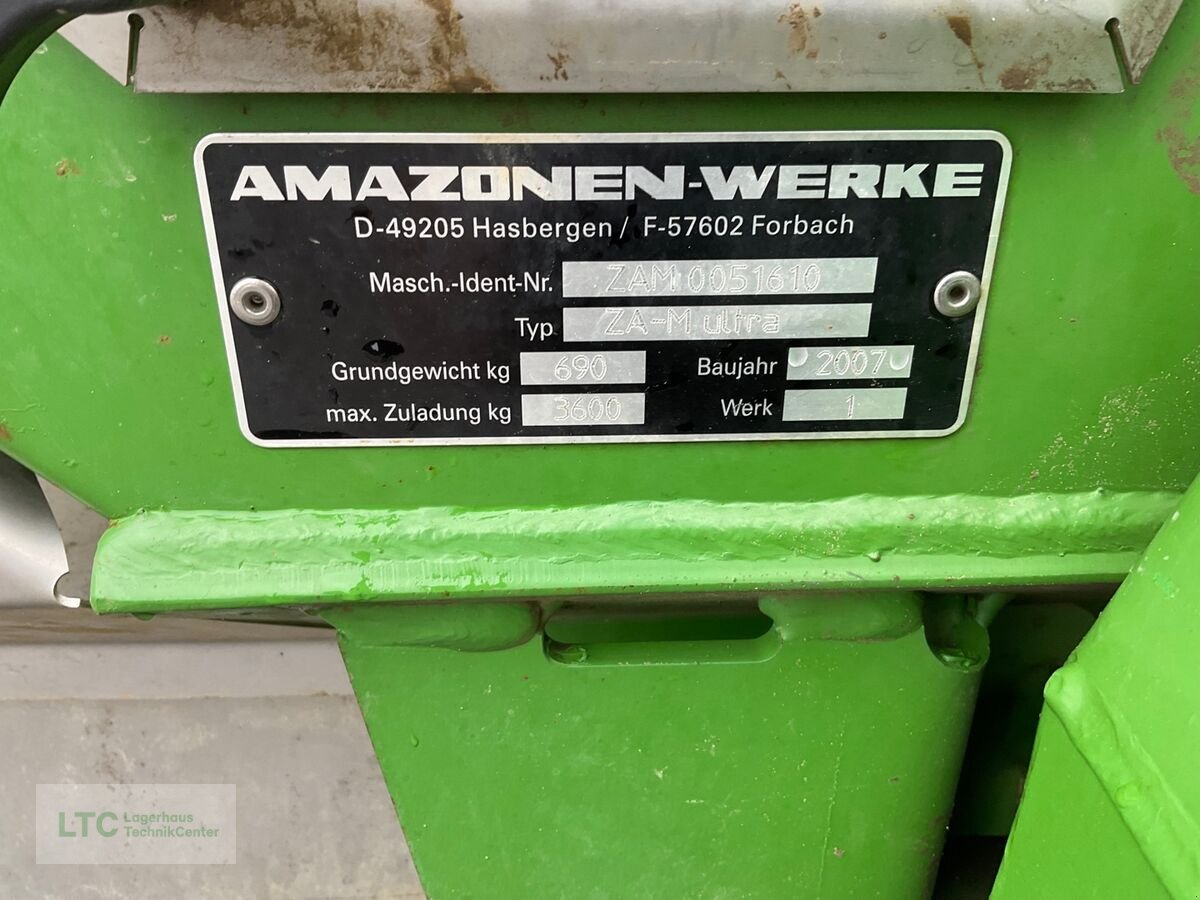 AMAZONEN-WERKE
D-49205 Hasbergen / F-57602 Forbach
Masch.-Ident-Nr. ZAM 0051610
Typ ZA-M ultra
Grundgewicht kg 690 Baujahr 2007
max. Zuladung kg 3600 Werk 1
LTC Lagerhaus
TechnikCenter